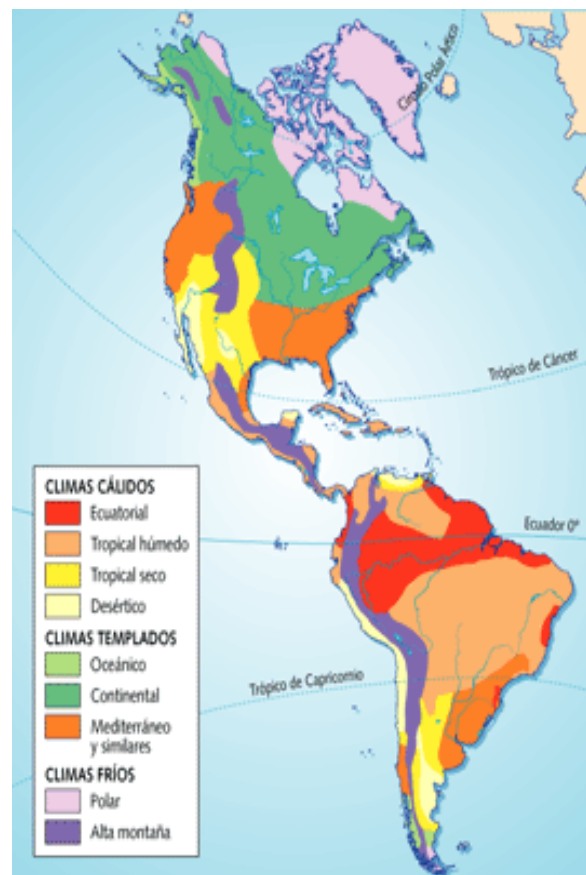 Círculo Polar Ártico
Trópico de Cáncer
CLIMAS CÁLIDOS
Ecuatorial
Tropical húmedo
Tropical seco
Desértico
CLIMAS TEMPLADOS
Oceánico
Continental
Mediterráneo
y similares
CLIMAS FRÍOS
Polar
Alta montaña
Ecuador 0º
Trópico de Capricornio